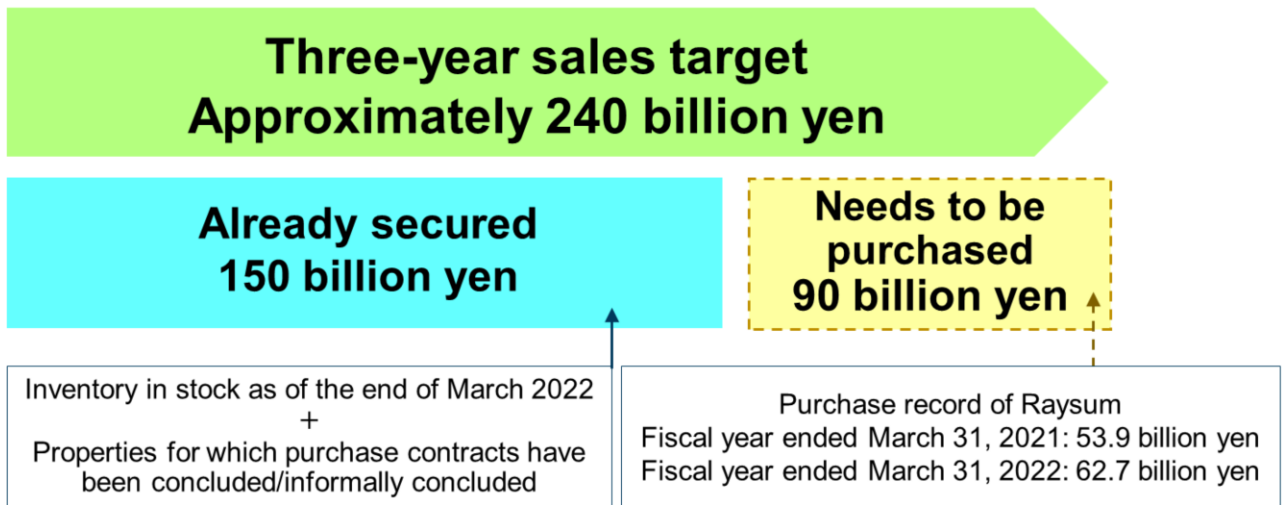 Three-year sales target
Approximately 240 billion yen
Already secured
150 billion yen
Needs to be
purchased
90 billion yen
Inventory in stock as of the end of March 2022
+
Properties for which purchase contracts have
been concluded/informally concluded
Purchase record of Raysum
Fiscal year ended March 31, 2021: 53.9 billion yen
Fiscal year ended March 31, 2022: 62.7 billion yen